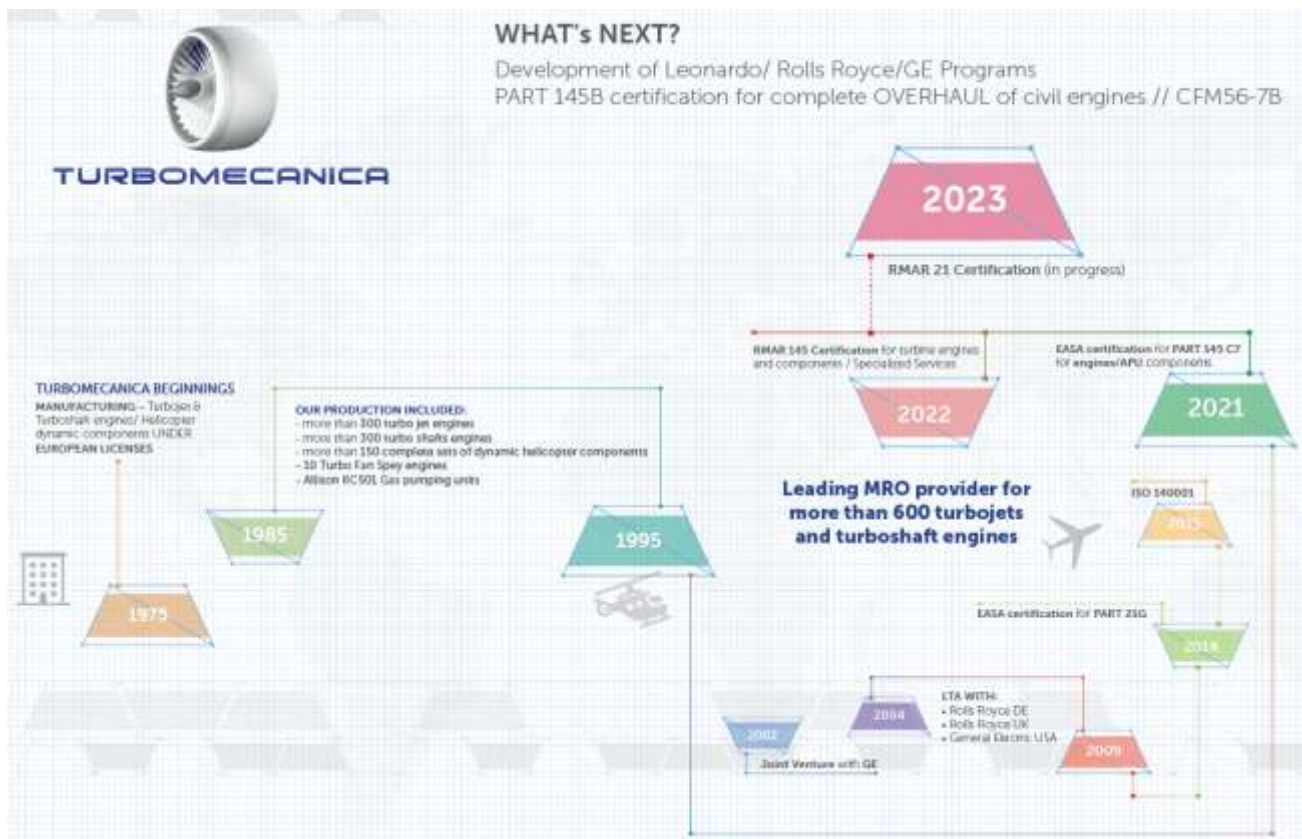 WHAT's NEXT?
Development of Leonardo/ Rolls Royce/GE Programs
PART 145B certification for complete OVERHAUL of civil engines // CFM56-7B
TURBOMECANICA
2023
RMAR 21 Certification (in progress)
RMAR 145 Certification for turbine engines
and components / Specialized Services
EASA certification for PART 145 C7
for engines/APU components
2022
2021
TURBOMECANICA BEGINNINGS
MANUFACTURING – Turbojet &
Turboshaft engines/ Helicopter
dynamic components UNDER
EUROPEAN LICENSES
OUR PRODUCTION INCLUDED:
- more than 300 turbo jet engines
- more than 300 turbo shafts engines
- more than 150 complete sets of dynamic helicopter components
- 10 Turbo Fan Spey engines
- Allison KC501 Gas pumping units
Leading MRO provider for
more than 600 turbojets
and turboshaft engines
ISO 140001
2015
1985
1995
1975
EASA certification for PART 21G
2014
LTA WITH:
• Rolls Royce DE
• Rolls Royce UK
• General Electric USA
2004
2002
2009
Joint Venture with GE